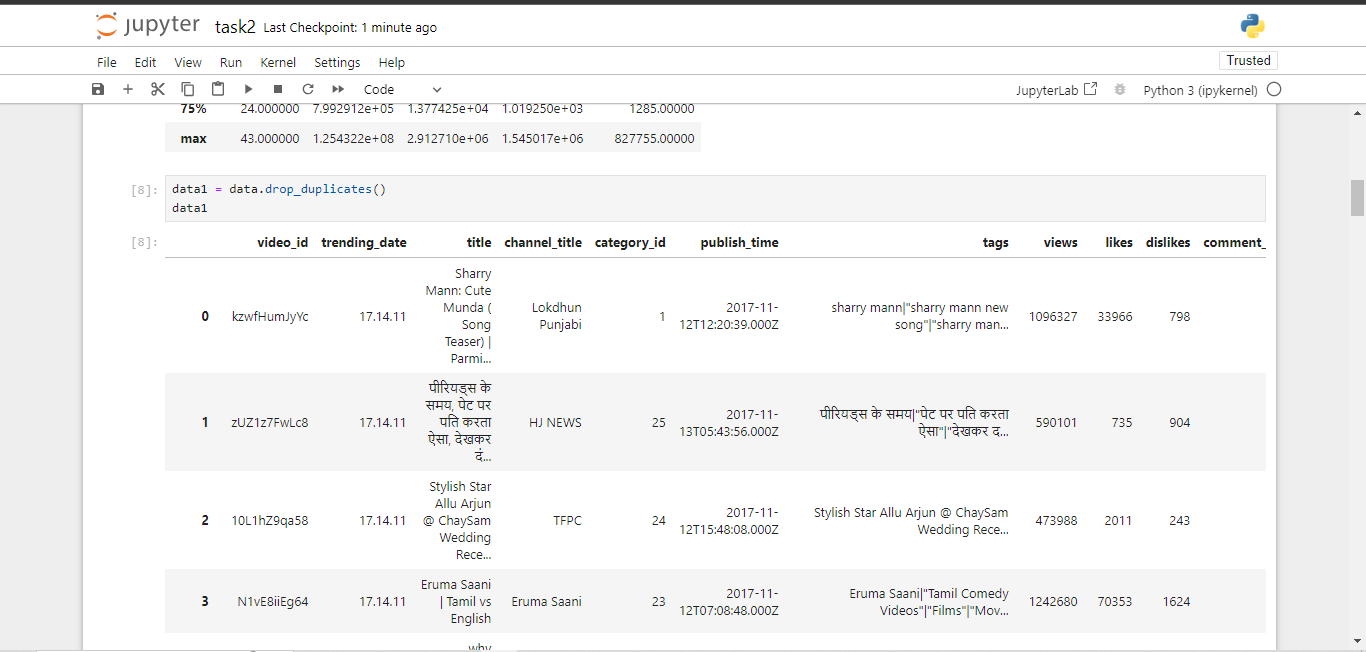 jupyter task2 Last Checkpoint: 1 minute ago
File Edit View Run Kernel Settings Help
Trusted
Code
JupyterLab
Python 3 (ipykernel)
75% 24.000000 7.992912e+05 1.377425e+04 1.019250e+03 1285.00000
max 43.000000 1.254322e+08 2.912710e+06 1.545017e+06 827755.00000
[8]: data1 = data.drop_duplicates()
data1
[8]: video_id trending_date title channel_title category_id publish_time tags views likes dislikes comment_
Sharry
Mann: Cute
Munda (
Song
Teaser) |
Parmi...
0 kzwfHumJyYc 17.14.11
Lokdhun
Punjabi
1
2017-11-
12T12:20:39.000Z
sharry mann|"sharry mann new
song"|"sharry man...
1096327 33966 798
पीरियड्स के
समय, पेट पर
पति करता
ऐसा, देखकर
दं...
1 zUZ1z7FwLc8 17.14.11
HJ NEWS 25
2017-11-
13T05:43:56.000Z
पीरियड्स के समय|"पेट पर पति करता
ऐसा"|"देखकर द...
590101 735 904
Stylish Star
Allu Arjun
@ ChaySam
Wedding
Rece...
2 10L1hZ9qa58 17.14.11
TFPC 24
2017-11-
12T15:48:08.000Z
Stylish Star Allu Arjun @ ChaySam
Wedding Rece...
473988 2011 243
Eruma Saani
| Tamil vs
English
3 N1vE8iiEg64 17.14.11
Eruma Saani 23
2017-11-
12T07:08:48.000Z
Eruma Saani|"Tamil Comedy
Videos"|"Films"|"Mov...
1242680 70353 1624
why